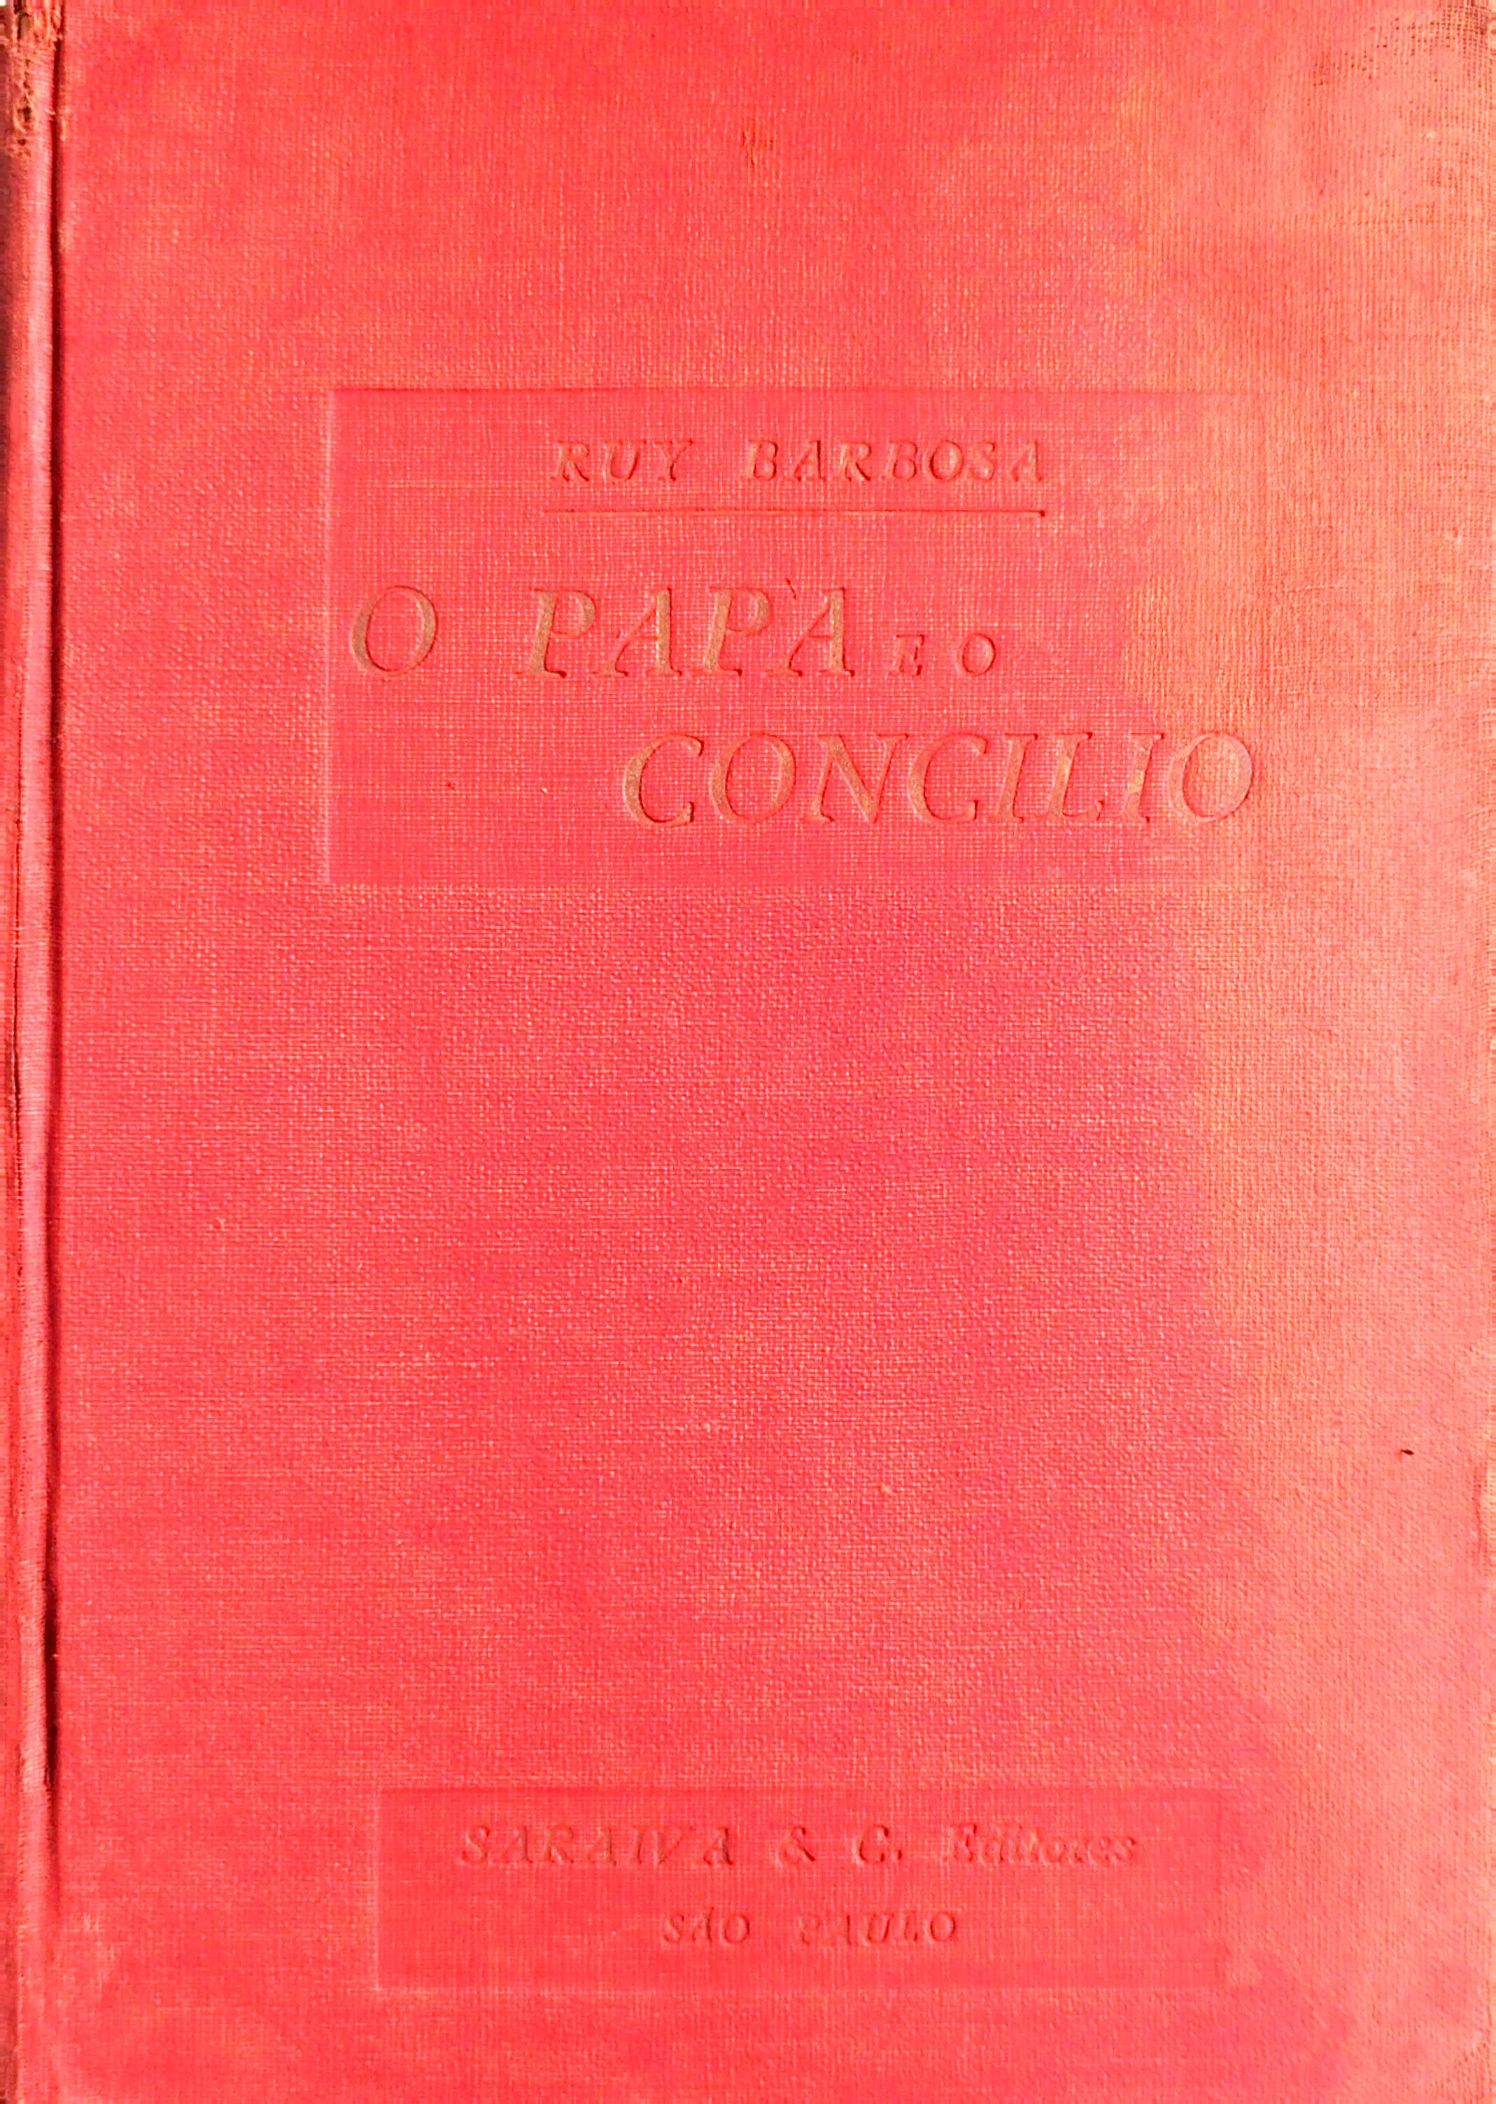 RUY BARBOSA
O PAPA E O
CONCILIO
SARAIVA & C. Editores
SÃO PAULO